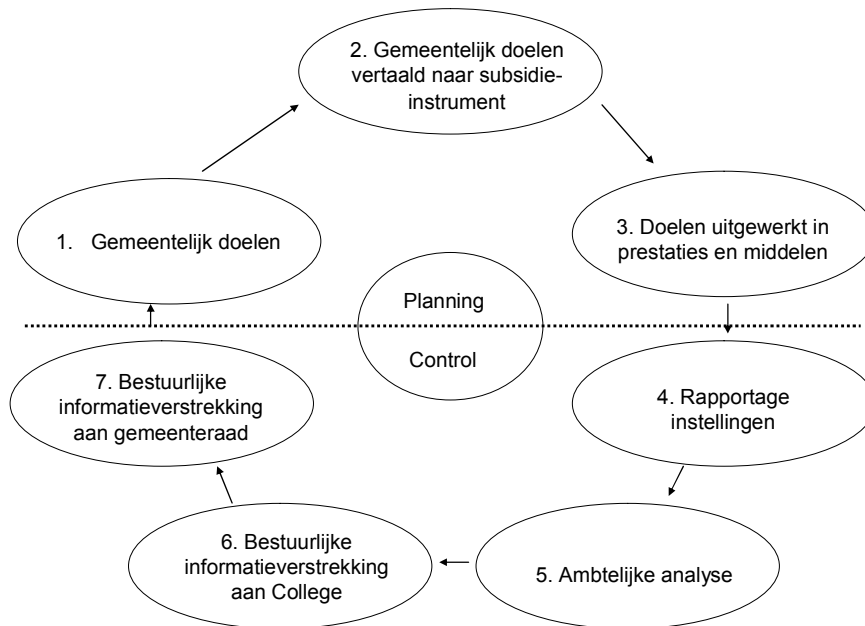 2. Gemeentelijk doelen
vertaald naar subsidie-
instrument
1. Gemeentelijk doelen
3. Doelen uitgewerkt in
prestaties en middelen
Planning
Control
7. Bestuurlijke
informatieverstrekking
aan gemeenteraad
4. Rapportage
instellingen
6. Bestuurlijke
informatieverstrekking
aan College
5. Ambtelijke analyse